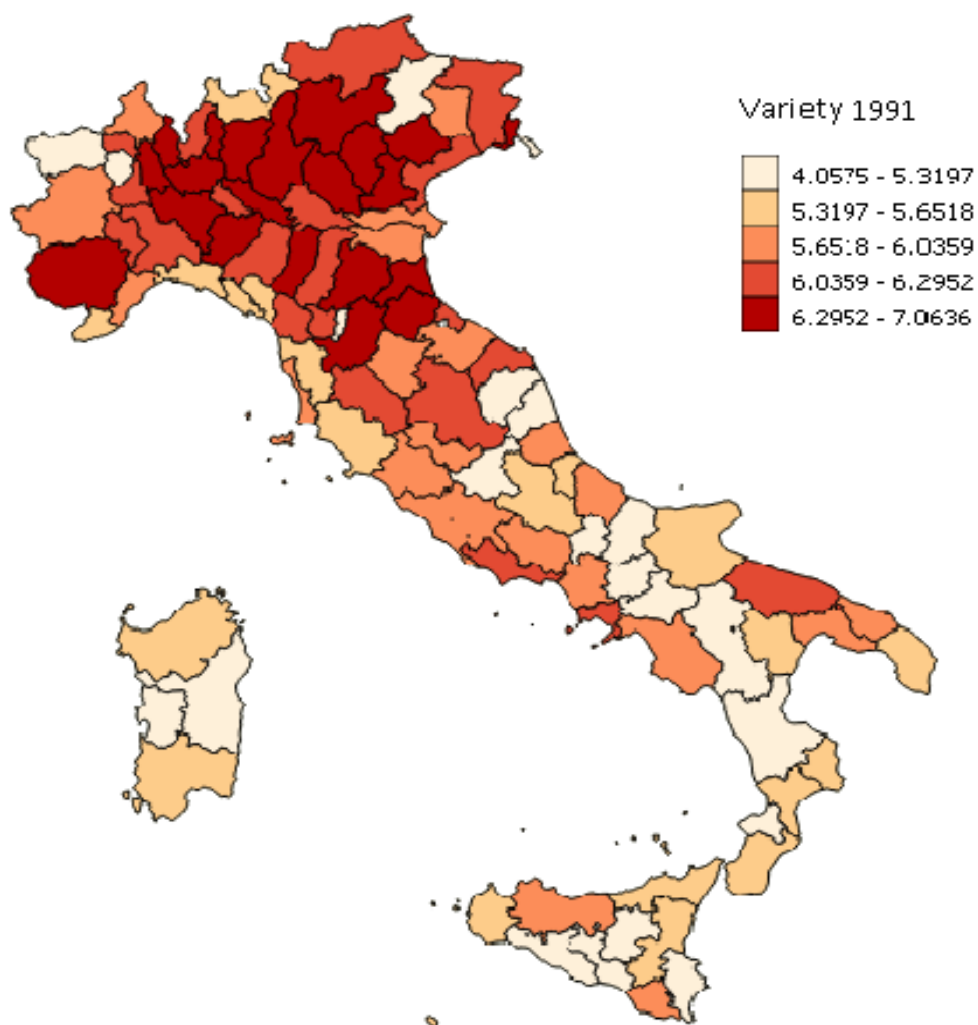 Variety 1991
4.0575 - 5.3197
5.3197 - 5.6518
5.6518 - 6.0359
6.0359 - 6.2952
6.2952 - 7.0636